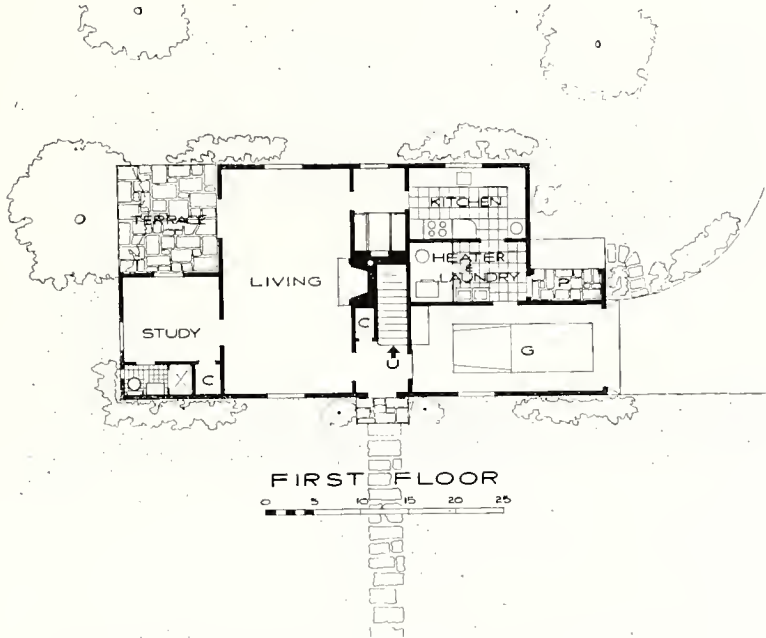 KITCHEN
TERRACE
HEATER
&
LAUNDRY
P
LIVING
C
STUDY
G
U
C
FIRST FLOOR
0 5 10 15 20 25